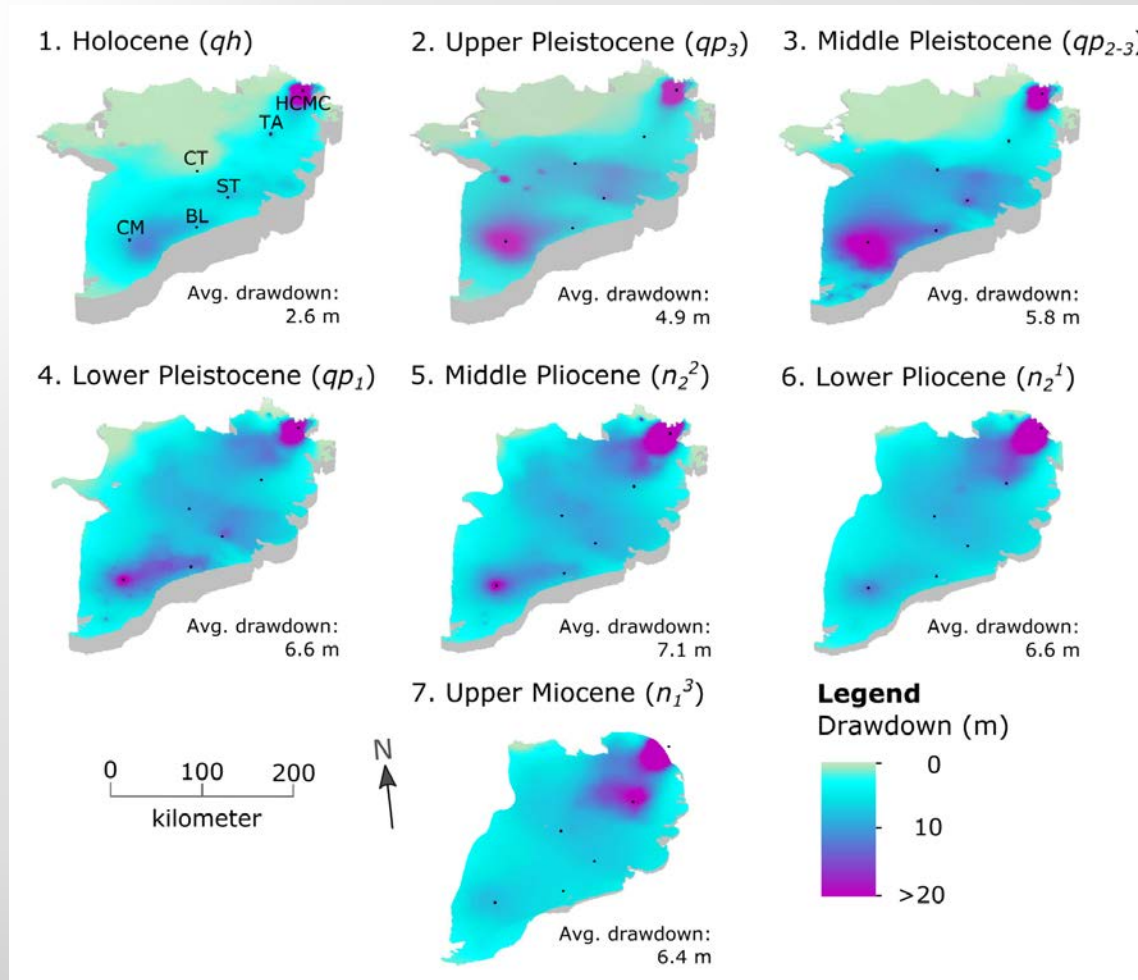 1. Holocene (qh)
2. Upper Pleistocene (qp₃)
3. Middle Pleistocene (qp₂₋₃)
HCMC
TA
CT
ST
BL
CM
Avg. drawdown:
2.6 m
Avg. drawdown:
4.9 m
Avg. drawdown:
5.8 m
4. Lower Pleistocene (qp₁)
5. Middle Pliocene (n₂²)
6. Lower Pliocene (n₂¹)
Avg. drawdown:
6.6 m
Avg. drawdown:
7.1 m
Avg. drawdown:
6.6 m
7. Upper Miocene (n₁³)
Avg. drawdown:
6.4 m
0 100 200
kilometer
N
Legend
Drawdown (m)
0
10
>20